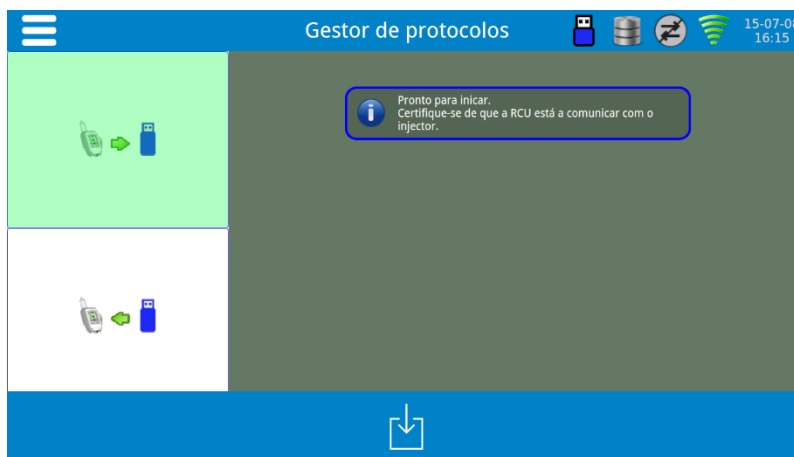 Gestor de protocolos
15-07-08
16:15
Pronto para inicar.
Certifique-se de que a RCU está a comunicar com o
injector.